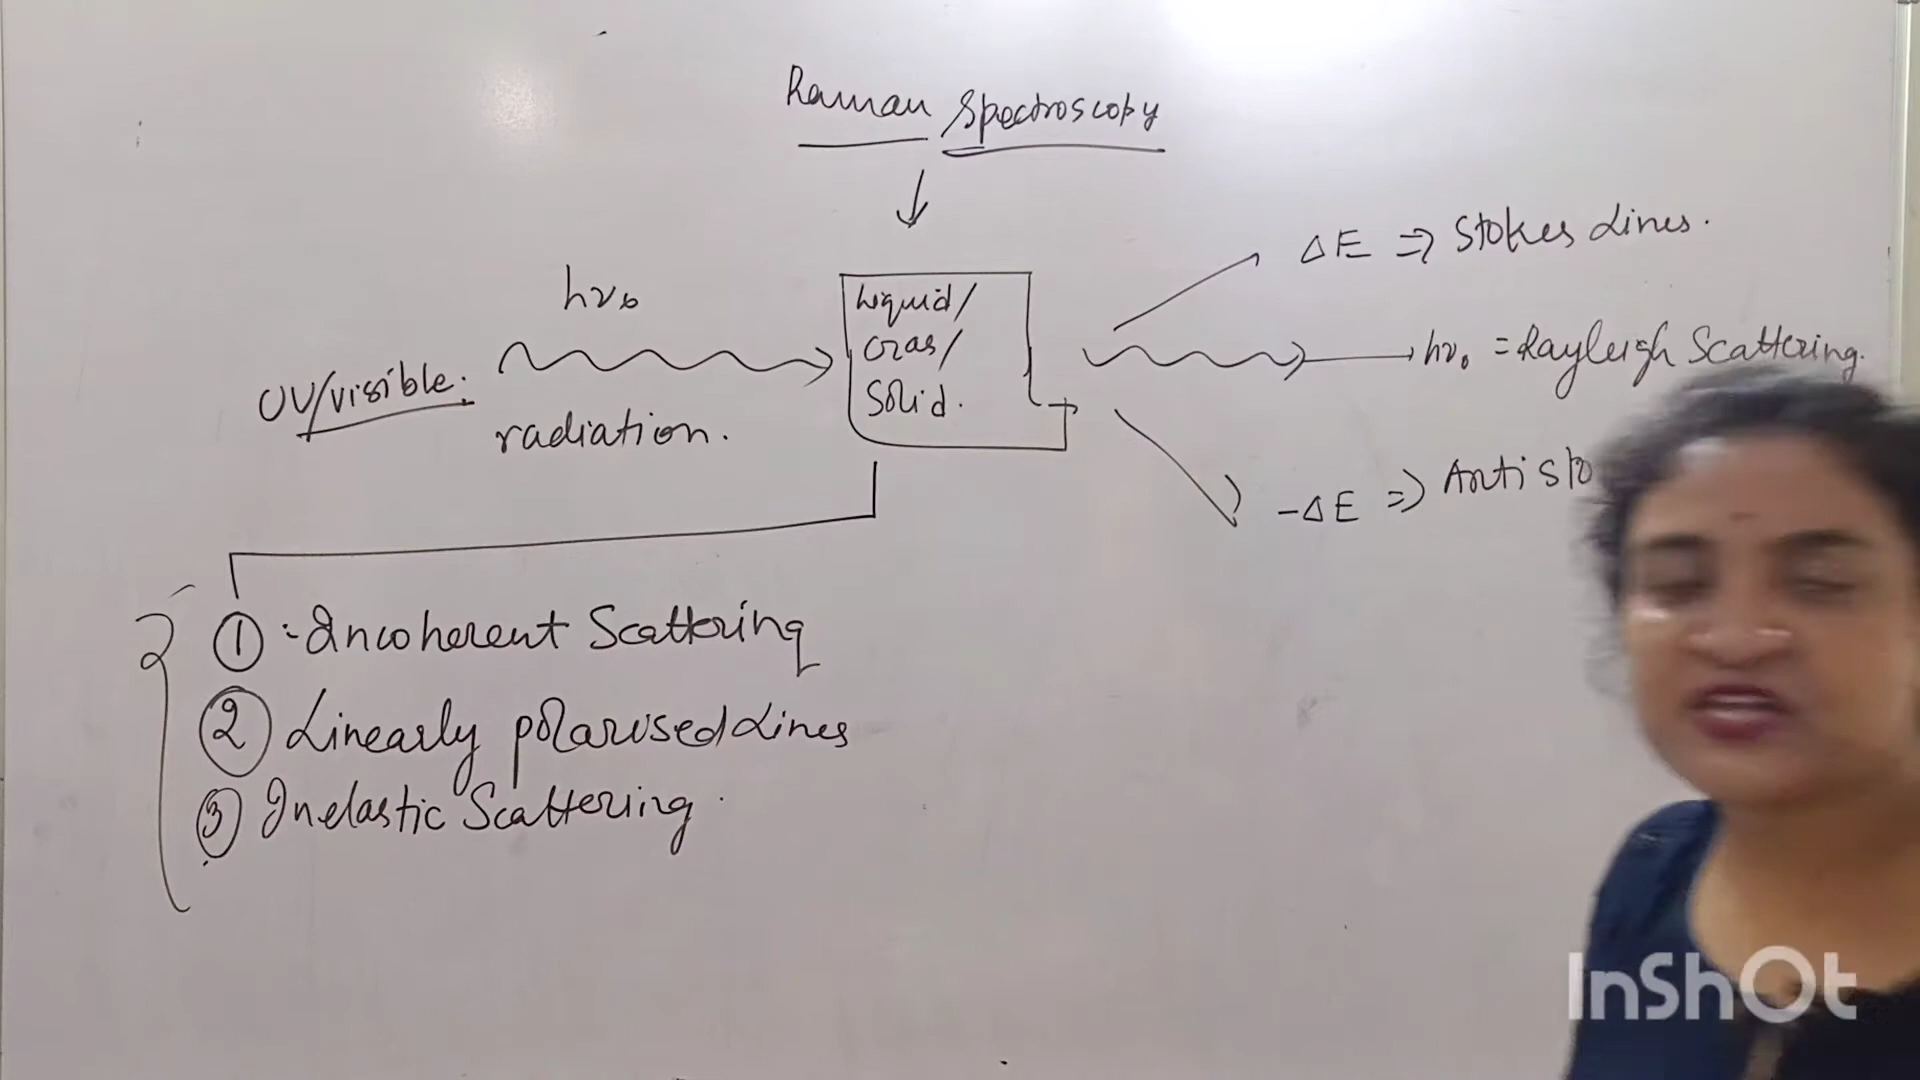 Raman Spectroscopy
ΔE ⇒ Stokes Lines.
hν₀
Liquid/
Gas/
Solid.
UV/visible:
radiation.
hν₀ = Rayleigh Scattering.
-ΔE ⇒ Anti sto
① :- Incoherent Scattering
② Linearly polarised Lines
③ Inelastic Scattering.
InShOt